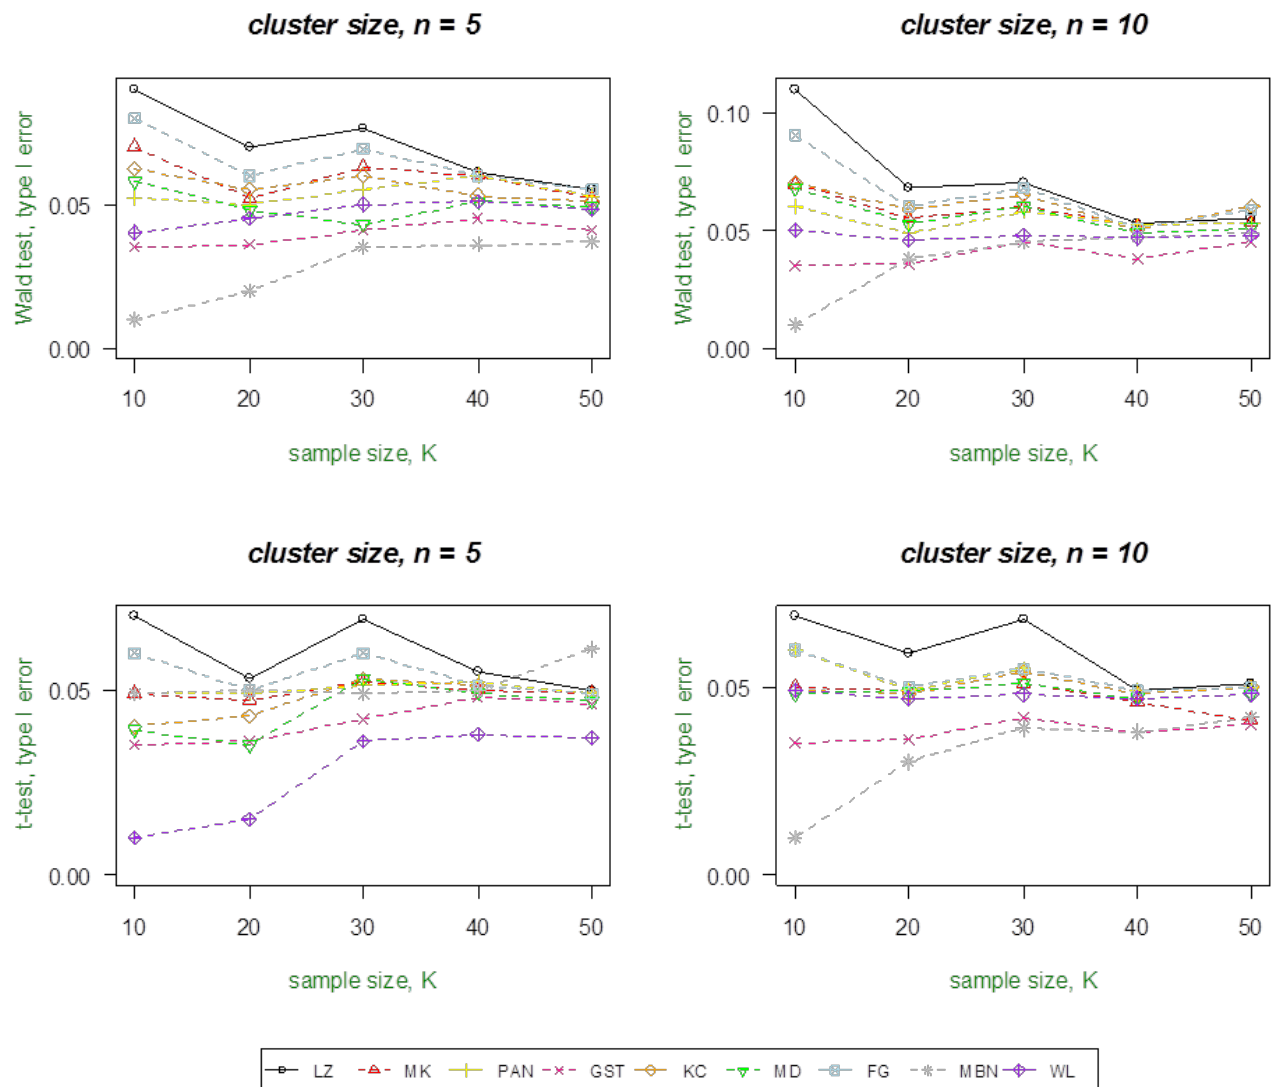 cluster size, n = 5
cluster size, n = 10
Wald test, type I error
0.05
0.00
10 20 30 40 50
sample size, K
Wald test, type I error
0.10
0.05
0.00
10 20 30 40 50
sample size, K
cluster size, n = 5
cluster size, n = 10
t-test, type I error
0.05
0.00
10 20 30 40 50
sample size, K
t-test, type I error
0.05
0.00
10 20 30 40 50
sample size, K
LZ MK PAN GST KC MD FG MBN WL